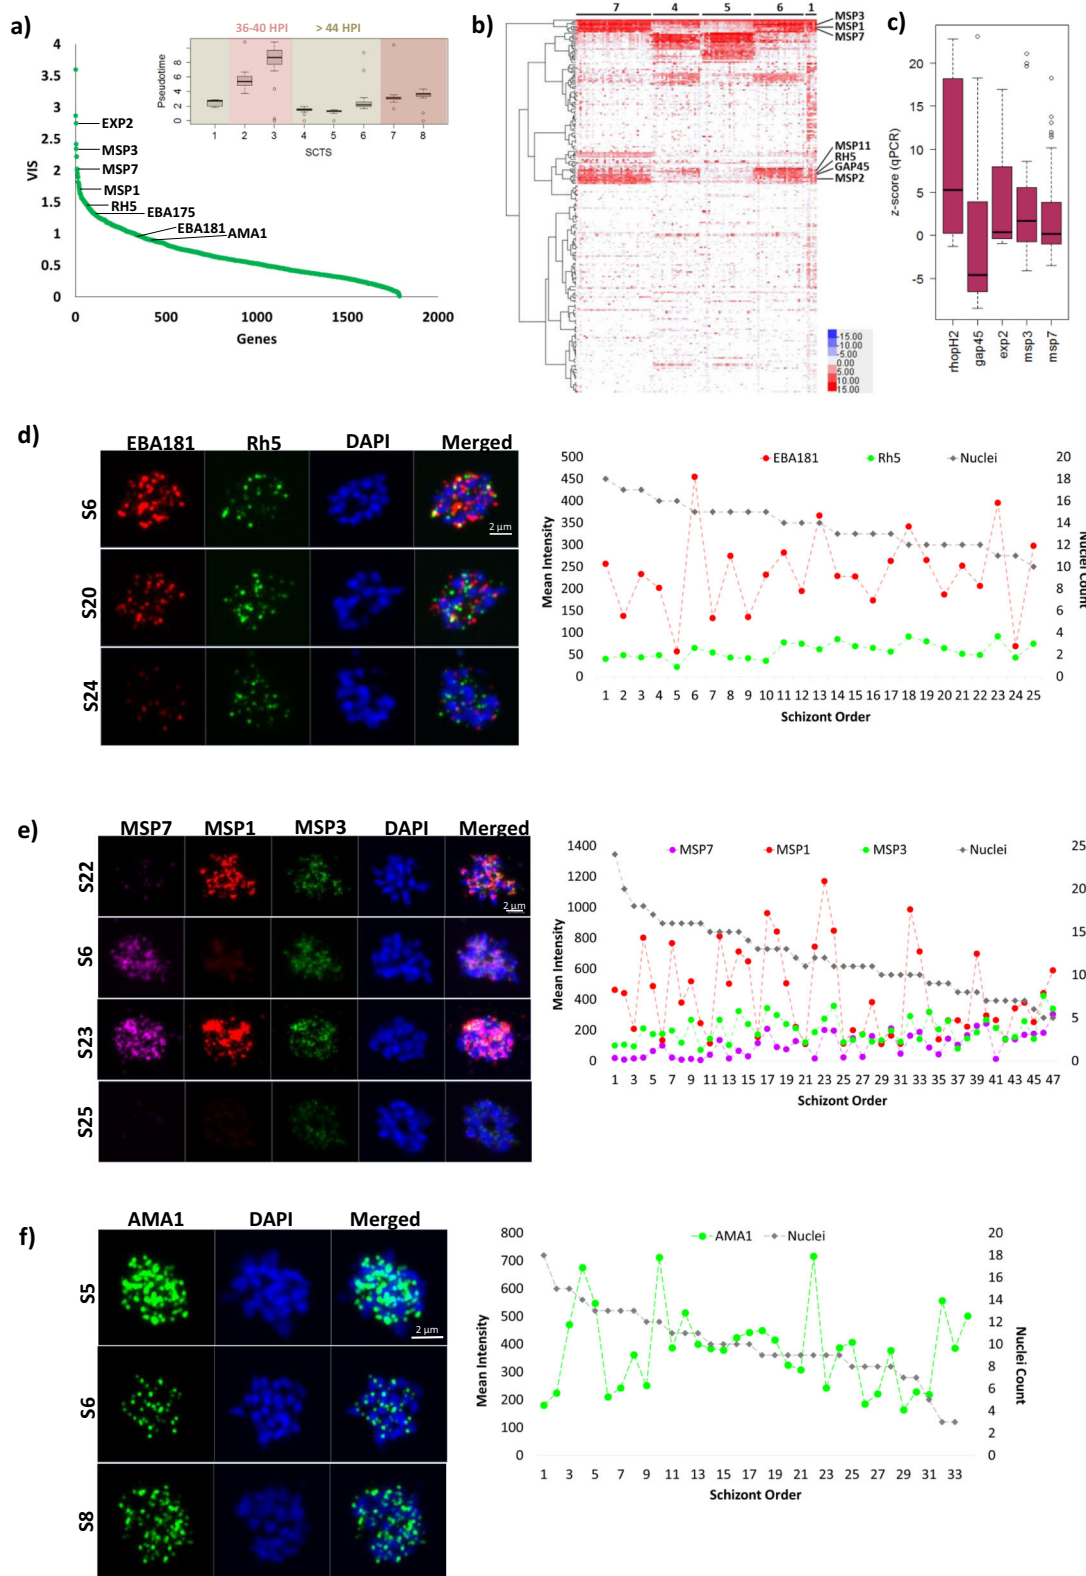 a)
36-40 HPI
> 44 HPI
Pseudotime
8
6
4
2
0
1 2 3 4 5 6 7 8
SCTS
VIS
4
3.5
3
2.5
2
1.5
1
0.5
0
EXP2
MSP3
MSP7
MSP1
RH5
EBA175
EBA181
AMA1
0 500 1000 1500 2000
Genes
b)
7 4 5 6 1
MSP3
MSP1
MSP7
MSP11
RH5
GAP45
MSP2
-15.00
-10.00
-5.00
0.00
5.00
10.00
15.00
c)
z-score (qPCR)
20
15
10
5
0
-5
rhopH2 gap45 exp2 msp3 msp7
d)
EBA181 Rh5 DAPI Merged
S6
2 μm
S20
S24
EBA181 Rh5 Nuclei
Mean Intensity
500
450
400
350
300
250
200
150
100
50
0
20
18
16
14
12
10
8
6
4
2
0
Nuclei Count
1 2 3 4 5 6 7 8 9 10 11 12 13 14 15 16 17 18 19 20 21 22 23 24 25
Schizont Order
e)
MSP7 MSP1 MSP3 DAPI Merged
S22
2 μm
S6
S23
S25
MSP7 MSP1 MSP3 Nuclei
Mean Intensity
1400
1200
1000
800
600
400
200
0
25
20
15
10
5
0
1 3 5 7 9 11 13 15 17 19 21 23 25 27 29 31 33 35 37 39 41 43 45 47
Schizont Order
f)
AMA1 DAPI Merged
S5
2 μm
S6
S8
AMA1 Nuclei
Mean Intensity
800
700
600
500
400
300
200
100
0
20
18
16
14
12
10
8
6
4
2
0
Nuclei Count
1 3 5 7 9 11 13 15 17 19 21 23 25 27 29 31 33
Schizont Order